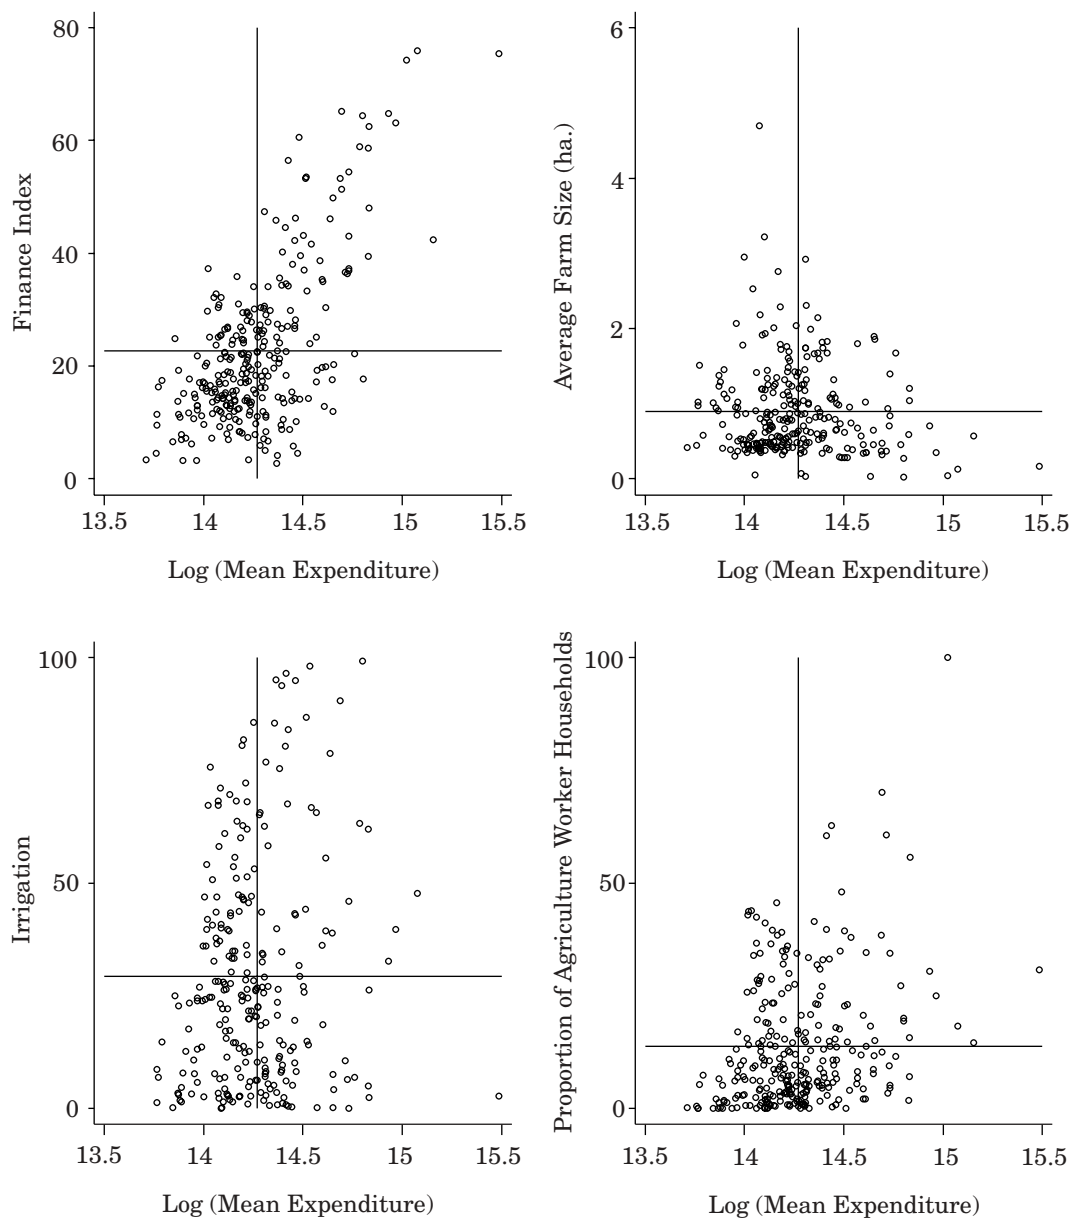 Finance Index
80
60
40
20
0
13.5 14 14.5 15 15.5
Log (Mean Expenditure)
Average Farm Size (ha.)
6
4
2
0
13.5 14 14.5 15 15.5
Log (Mean Expenditure)
Irrigation
100
50
0
13.5 14 14.5 15 15.5
Log (Mean Expenditure)
Proportion of Agriculture Worker Households
100
50
0
13.5 14 14.5 15 15.5
Log (Mean Expenditure)